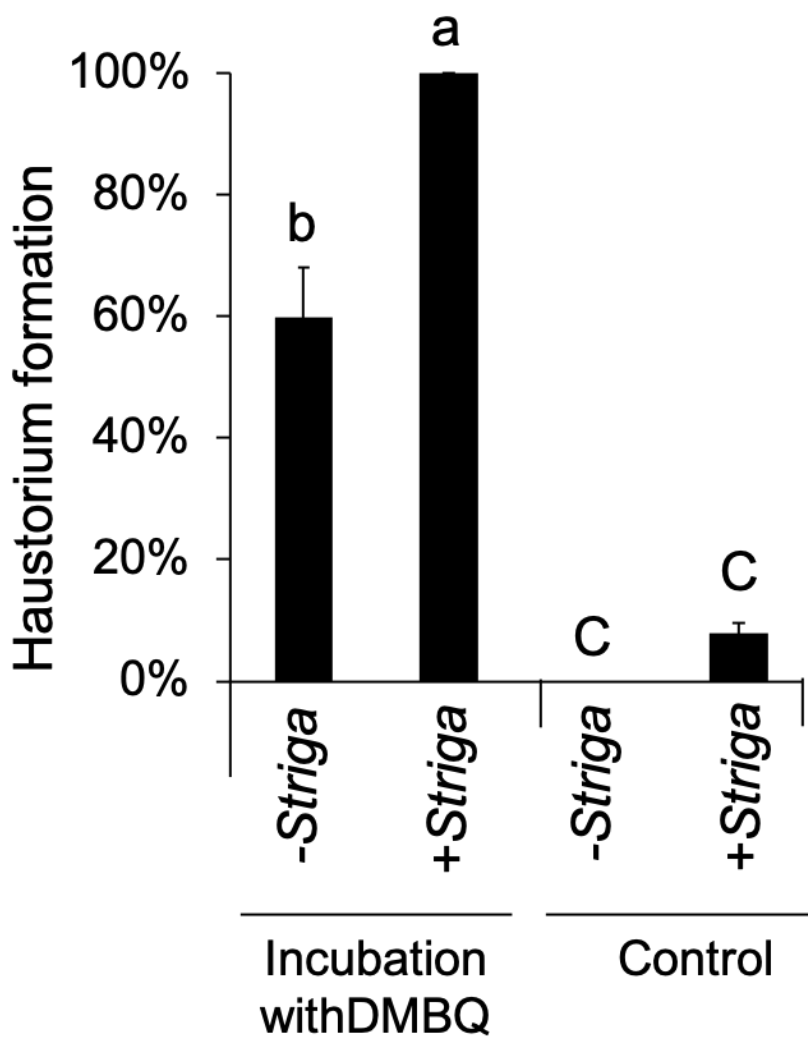 Haustorium formation
100%
80%
60%
40%
20%
0%
b
a
C
C
-Striga
+Striga
-Striga
+Striga
Incubation
withDMBQ
Control